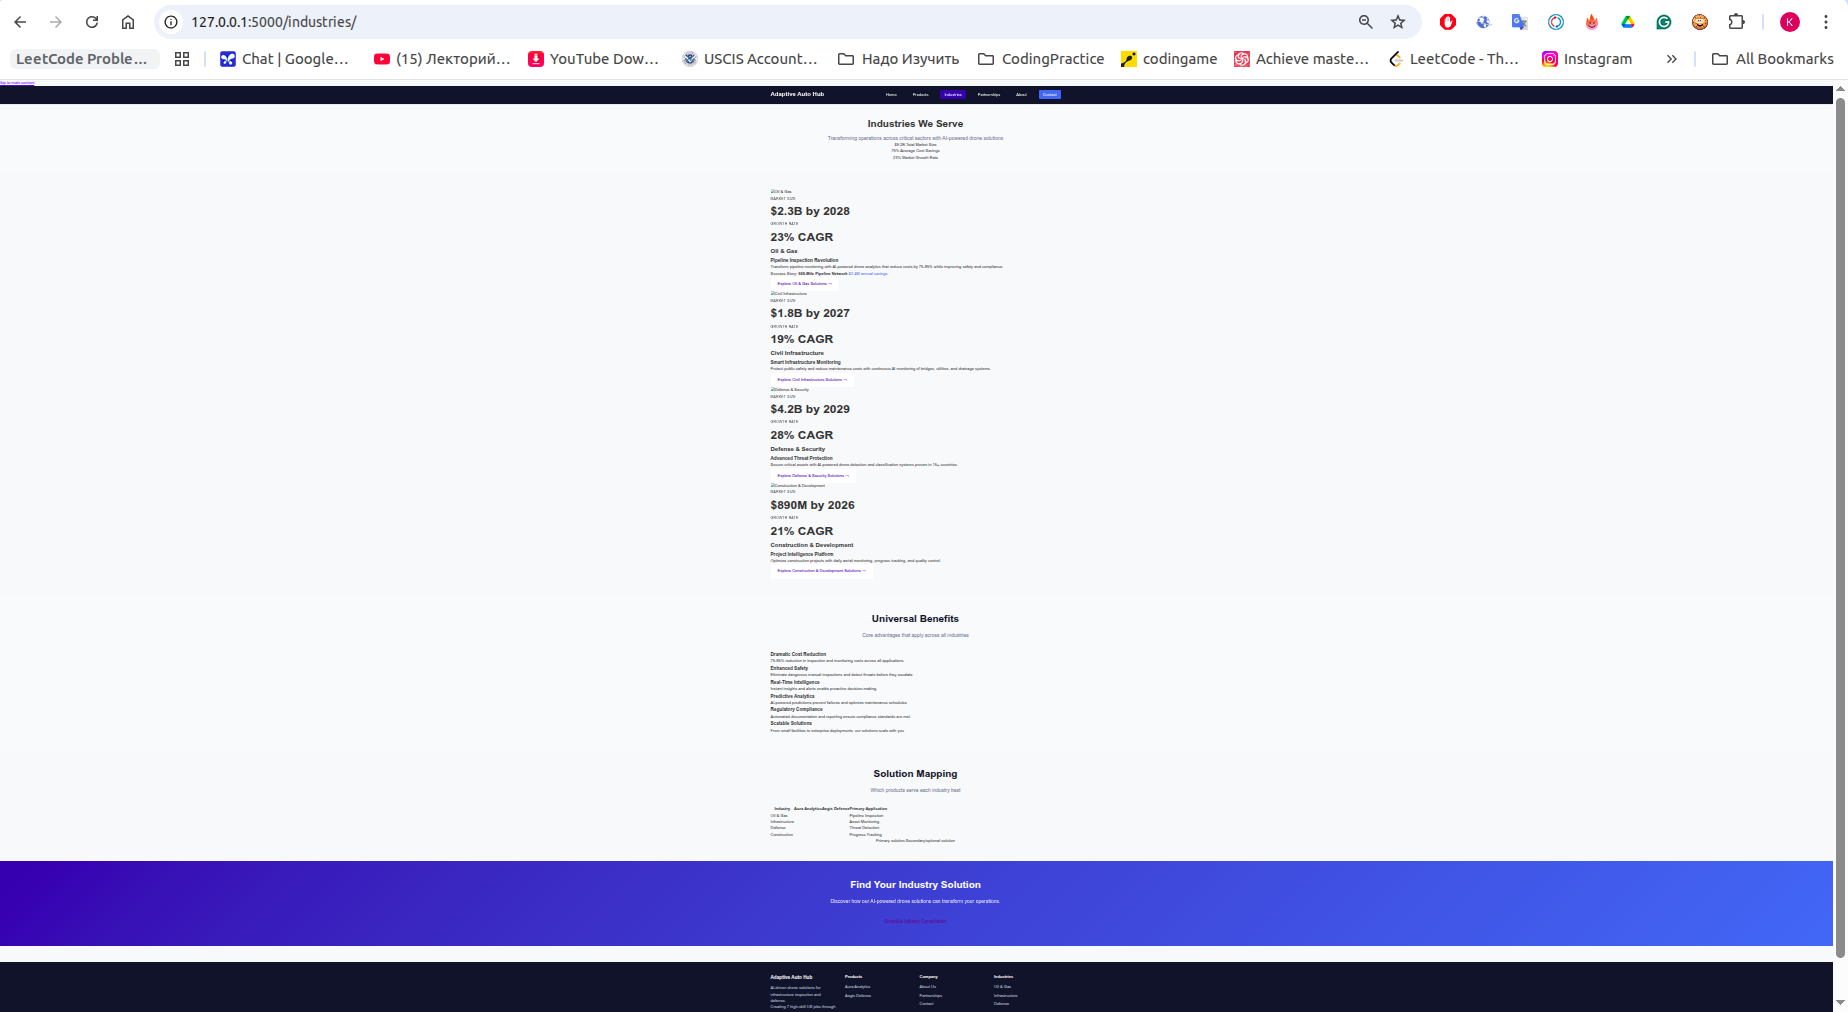 127.0.0.1:5000/industries/
LeetCode Proble...
Chat | Google...
(15) Лекторий...
YouTube Dow...
USCIS Account...
Надо Изучить
CodingPractice
codingame
Achieve maste...
LeetCode - Th...
Instagram
»
All Bookmarks
K
Skip to main content
Adaptive Auto Hub
Home
Products
Industries
Partnerships
About
Contact
Industries We Serve
Transforming operations across critical sectors with AI-powered drone solutions
$9.2B Total Market Size
75% Average Cost Savings
23% Market Growth Rate
Oil & Gas
MARKET SIZE
$2.3B by 2028
GROWTH RATE
23% CAGR
Oil & Gas
Pipeline Inspection Revolution
Transform pipeline monitoring with AI-powered drone analytics that reduce costs by 75-85% while improving safety and compliance.
Success Story: 500-Mile Pipeline Network $2.4M annual savings
Explore Oil & Gas Solutions →
Civil Infrastructure
MARKET SIZE
$1.8B by 2027
GROWTH RATE
19% CAGR
Civil Infrastructure
Smart Infrastructure Monitoring
Protect public safety and reduce maintenance costs with continuous AI monitoring of bridges, utilities, and drainage systems.
Explore Civil Infrastructure Solutions →
Defense & Security
MARKET SIZE
$4.2B by 2029
GROWTH RATE
28% CAGR
Defense & Security
Advanced Threat Protection
Secure critical assets with AI-powered drone detection and classification systems proven in 15+ countries.
Explore Defense & Security Solutions →
Construction & Development
MARKET SIZE
$890M by 2026
GROWTH RATE
21% CAGR
Construction & Development
Project Intelligence Platform
Optimize construction projects with daily aerial monitoring, progress tracking, and quality control.
Explore Construction & Development Solutions →
Universal Benefits
Core advantages that apply across all industries
Dramatic Cost Reduction
75-85% reduction in inspection and monitoring costs across all applications
Enhanced Safety
Eliminate dangerous manual inspections and detect threats before they escalate
Real-Time Intelligence
Instant insights and alerts enable proactive decision-making
Predictive Analytics
AI-powered predictions prevent failures and optimize maintenance schedules
Regulatory Compliance
Automated documentation and reporting ensure compliance standards are met
Scalable Solutions
From small facilities to enterprise deployments, our solutions scale with you
Solution Mapping
Which products serve each industry best
Industry Aura Analytics Aegis Defense Primary Application
Oil & Gas Pipeline Inspection
Infrastructure Asset Monitoring
Defense Threat Detection
Construction Progress Tracking
Primary solution Secondary/optional solution
Find Your Industry Solution
Discover how our AI-powered drone solutions can transform your operations.
Schedule Industry Consultation
Adaptive Auto Hub
AI-driven drone solutions for
infrastructure inspection and
defense.
Creating 7 high-skill US jobs through
Products
Aura Analytics
Aegis Defense
Company
About Us
Partnerships
Contact
Industries
Oil & Gas
Infrastructure
Defense